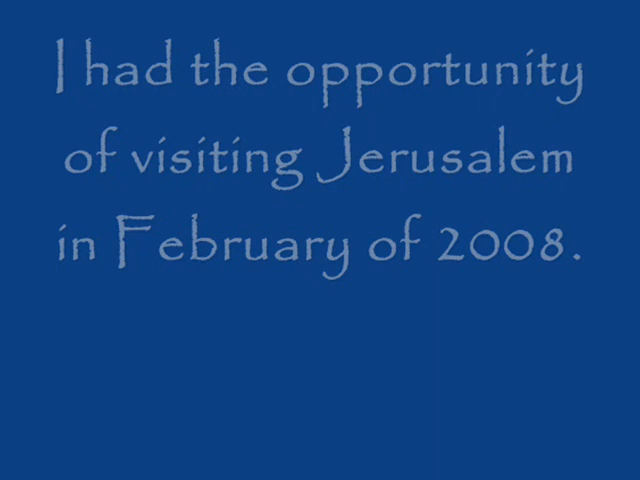 I had the opportunity
of visiting Jerusalem
in February of 2008.